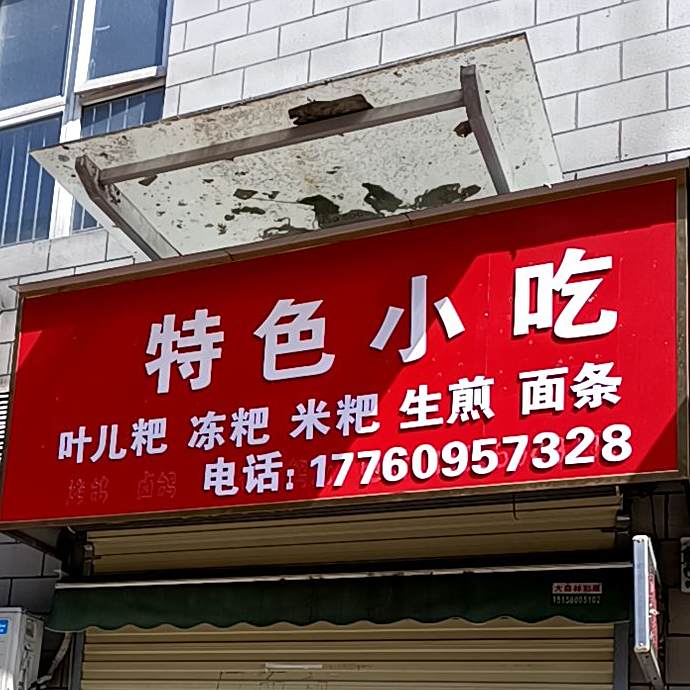 特色小吃
叶儿粑 冻粑 米粑 生煎 面条
电话:17760957328